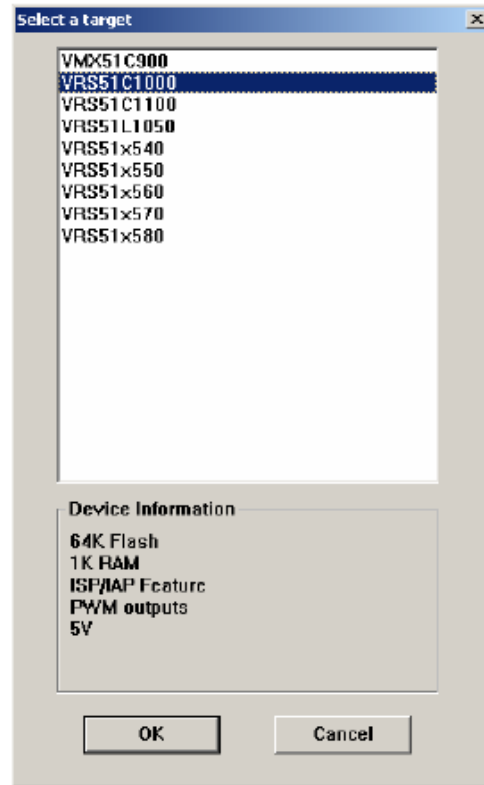 Select a target
VMX51C900
VRS51C1000
VRS51C1100
VRS51L1050
VRS51x540
VRS51x550
VRS51x560
VRS51x570
VRS51x580
Device Information
64K Flash
1K RAM
ISP/IAP Feature
PWM outputs
5V
OK
Cancel